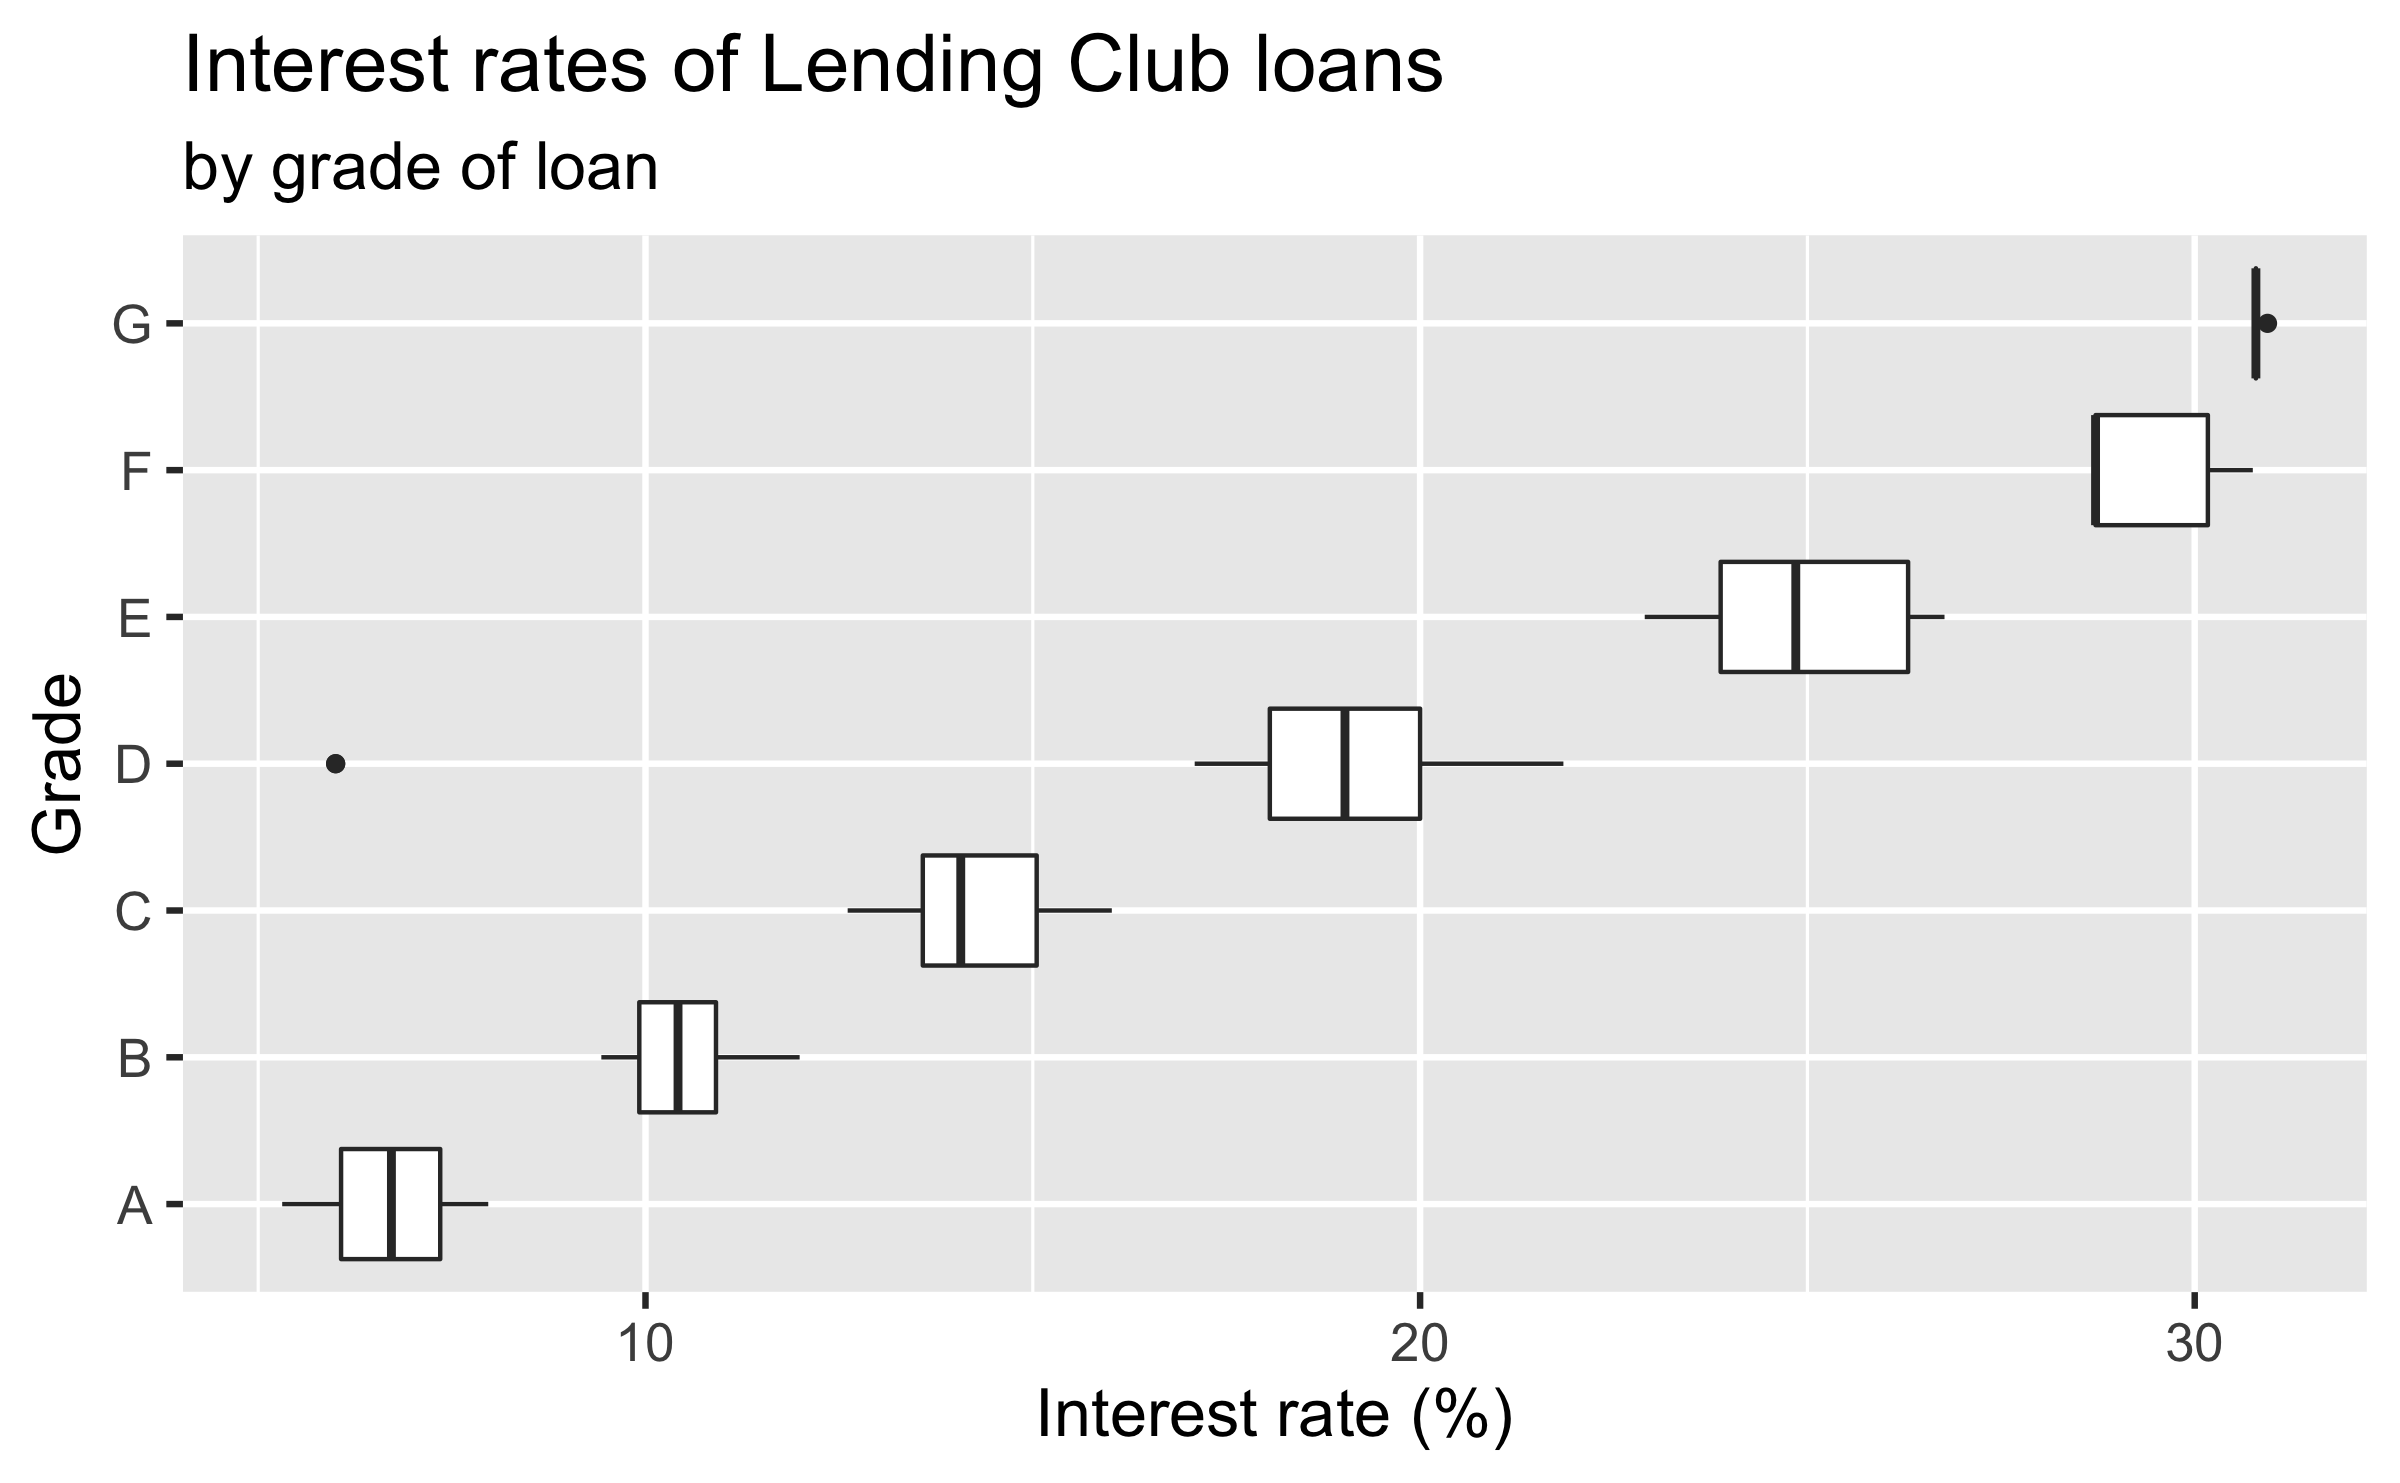 Interest rates of Lending Club loans
by grade of loan
Grade
G
F
E
D
C
B
A
10 20 30
Interest rate (%)